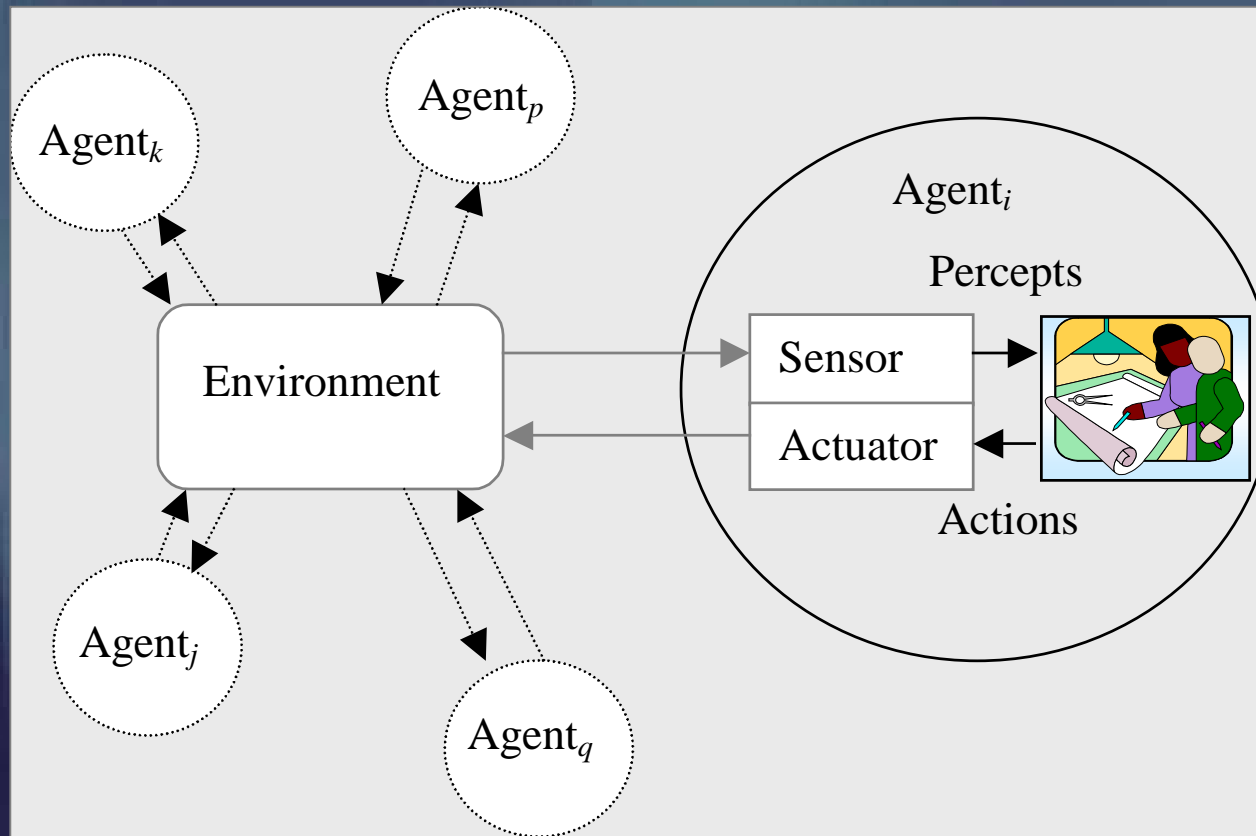 Agentₖ
Agentₚ
Agentᵢ
Percepts
Sensor
Environment
Actuator
Actions
Agentⱼ
Agent_q